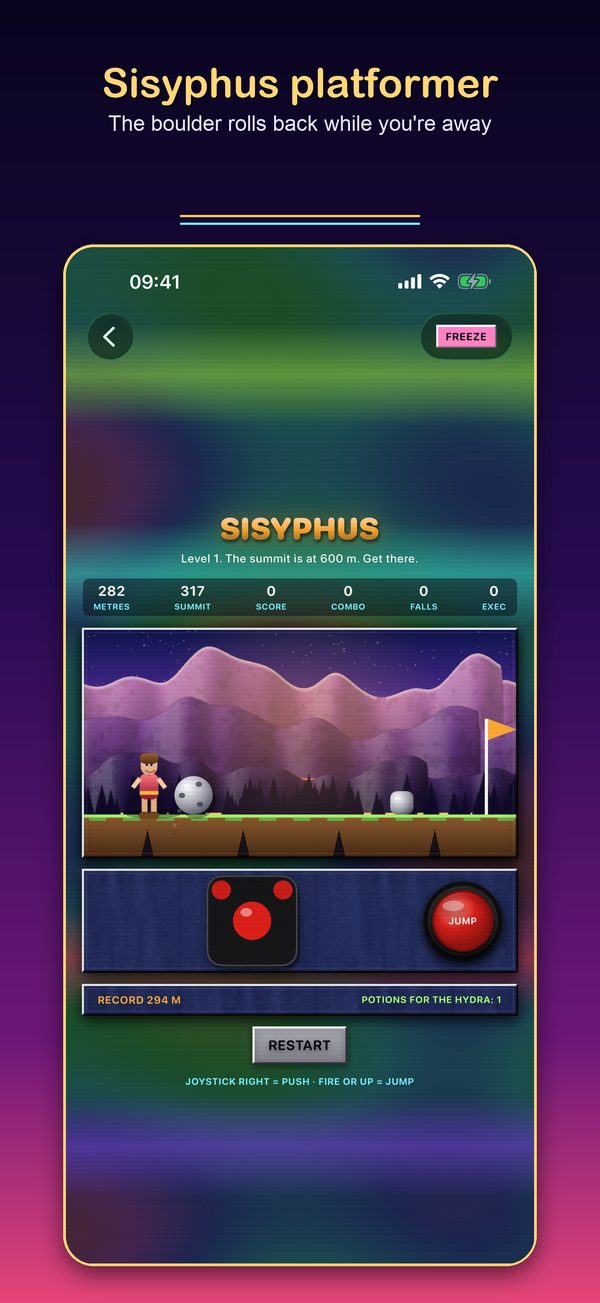 Sisyphus platformer
The boulder rolls back while you're away
09:41
FREEZE
SISYPHUS
Level 1. The summit is at 600 m. Get there.
282 317 0 0 0 0
METRES SUMMIT SCORE COMBO FALLS EXEC
JUMP
RECORD 294 M POTIONS FOR THE HYDRA: 1
RESTART
JOYSTICK RIGHT = PUSH · FIRE OR UP = JUMP